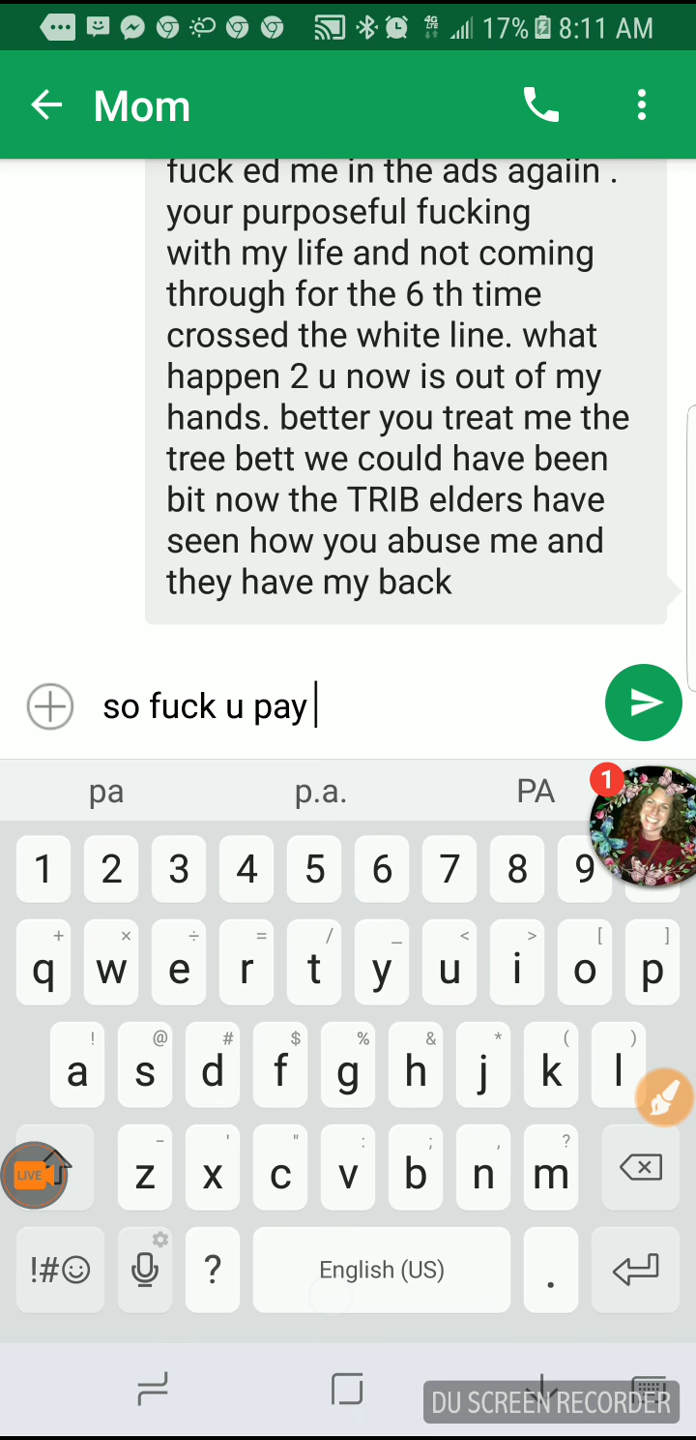 17% 8:11 AM
Mom
fuck ed me in the ads agaiin .
your purposeful fucking
with my life and not coming
through for the 6 th time
crossed the white line. what
happen 2 u now is out of my
hands. better you treat me the
tree bett we could have been
bit now the TRIB elders have
seen how you abuse me and
they have my back
so fuck u pay
pa p.a. PA
1
1 2 3 4 5 6 7 8 9
+ × ÷ = / _ < > [ ]
q w e r t y u i o p
! @ # $ % & * ( )
a s d f g h j k l
- ' " : ; , ?
LIVE z x c v b n m
!#☺ ? English (US) .
DU SCREEN RECORDER